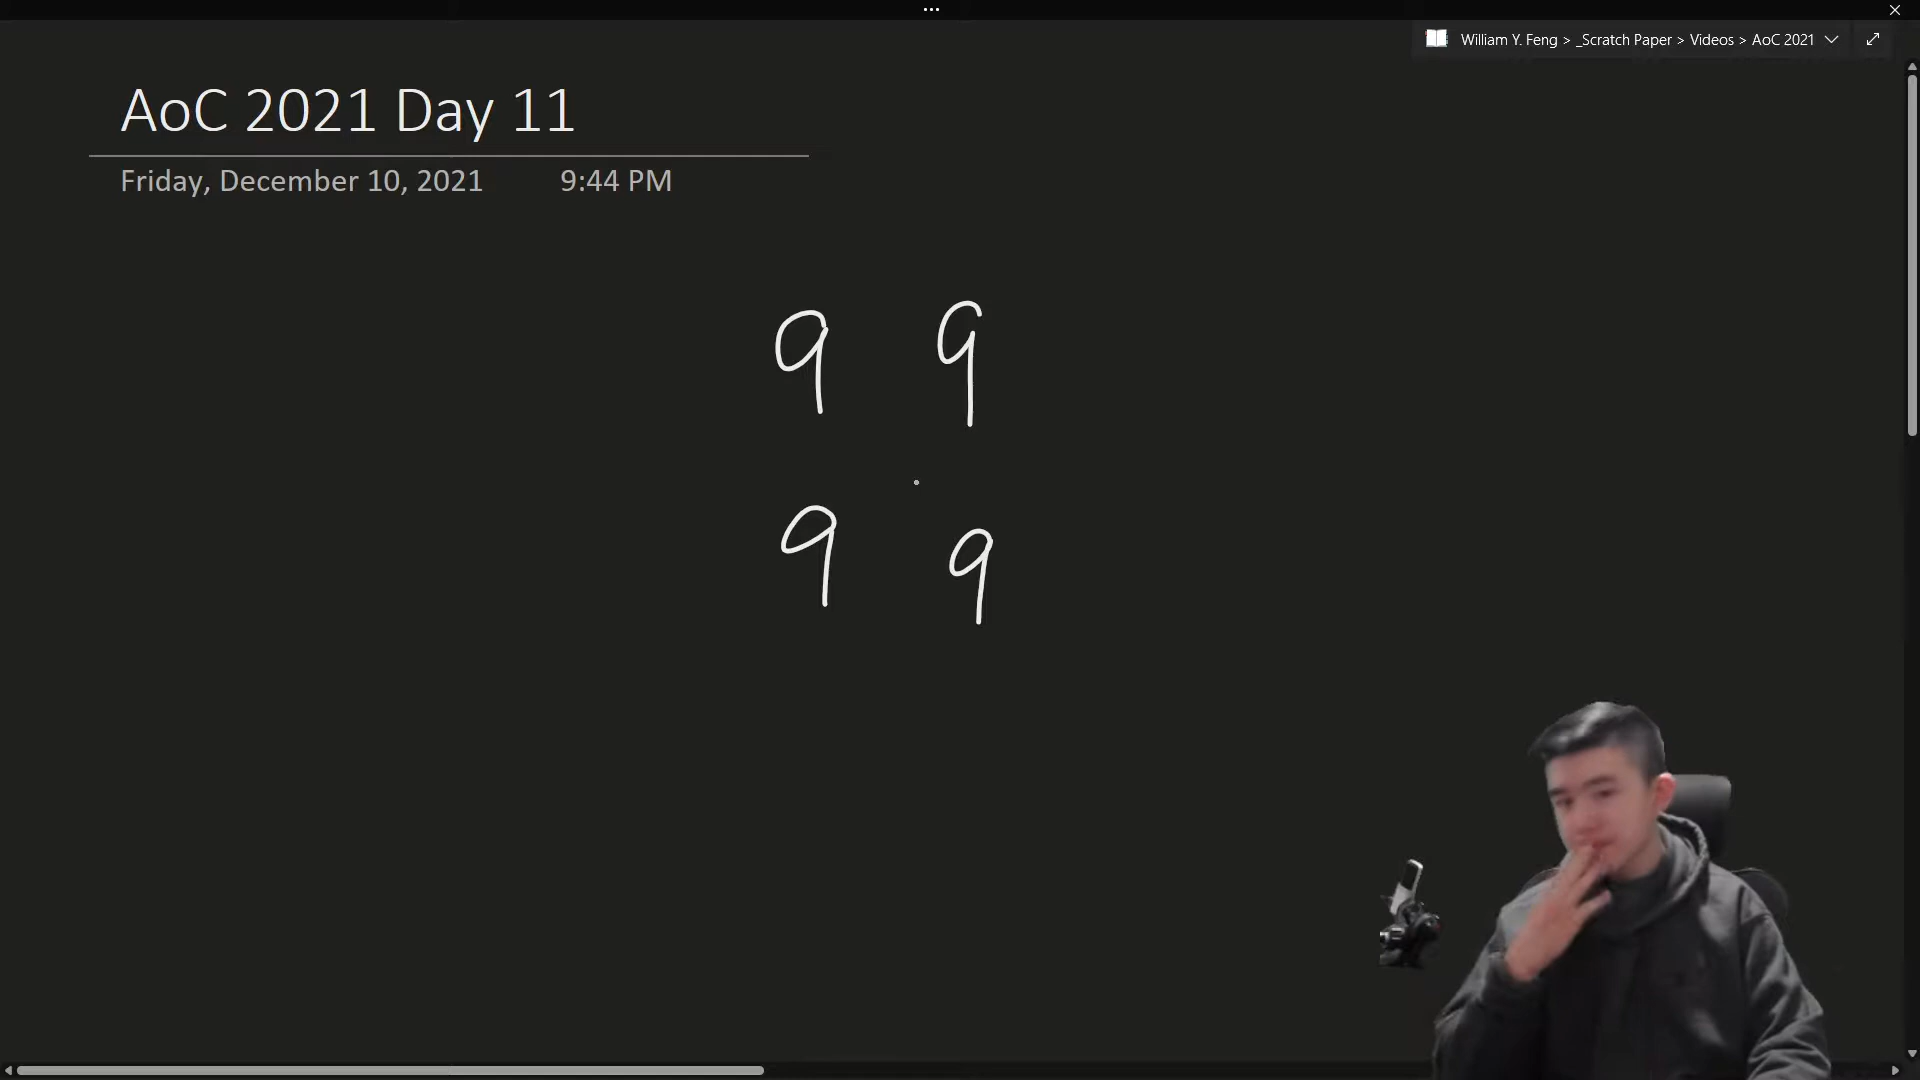 William Y. Feng > _Scratch Paper > Videos > AoC 2021
AoC 2021 Day 11
Friday, December 10, 2021 9:44 PM
9 9
9 9